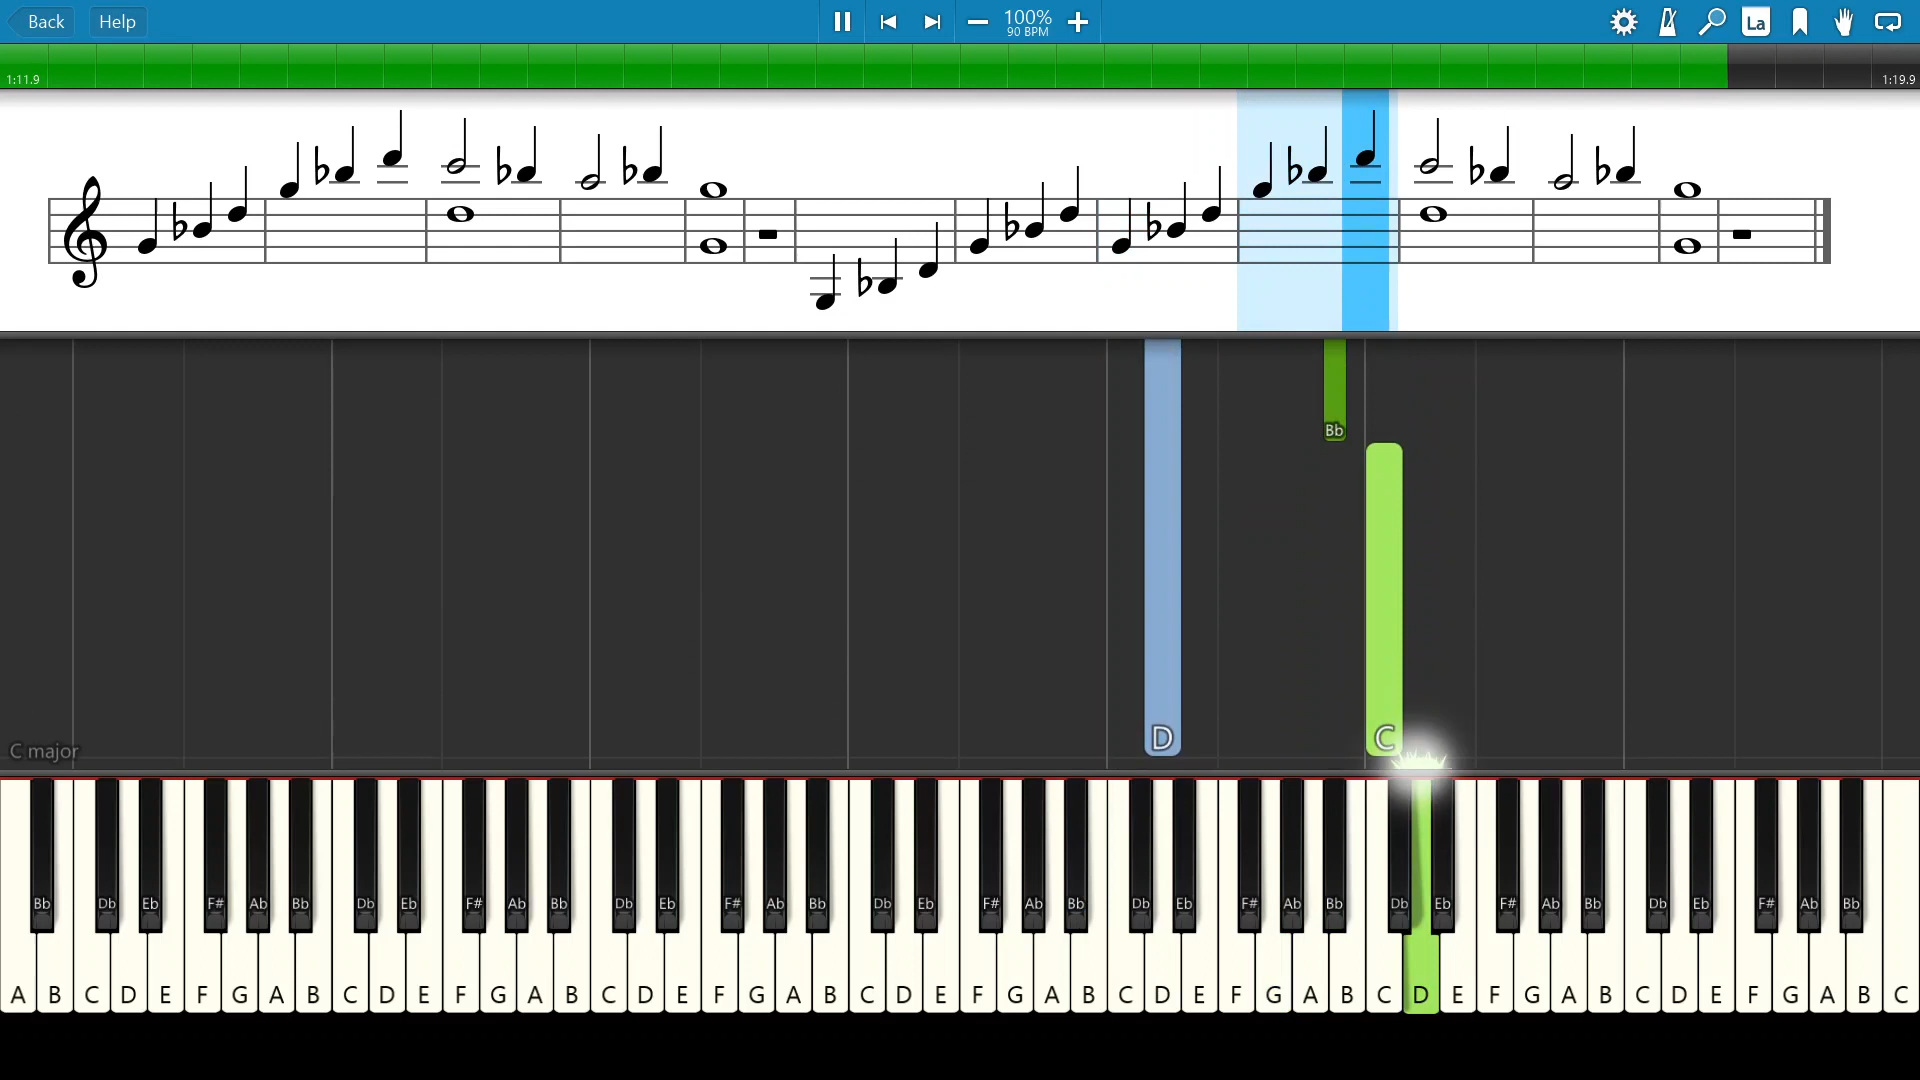 Back Help 100% La
90 BPM
1:11.9 1:19.9
Bb
D C
C major
Bb Db Eb F# Ab Bb Db Eb F# Ab Bb Db Eb F# Ab Bb Db Eb F# Ab Bb Db Eb F# Ab Bb Db Eb F# Ab Bb Db Eb F# Ab Bb
A B C D E F G A B C D E F G A B C D E F G A B C D E F G A B C D E F G A B C D E F G A B C D E F G A B C